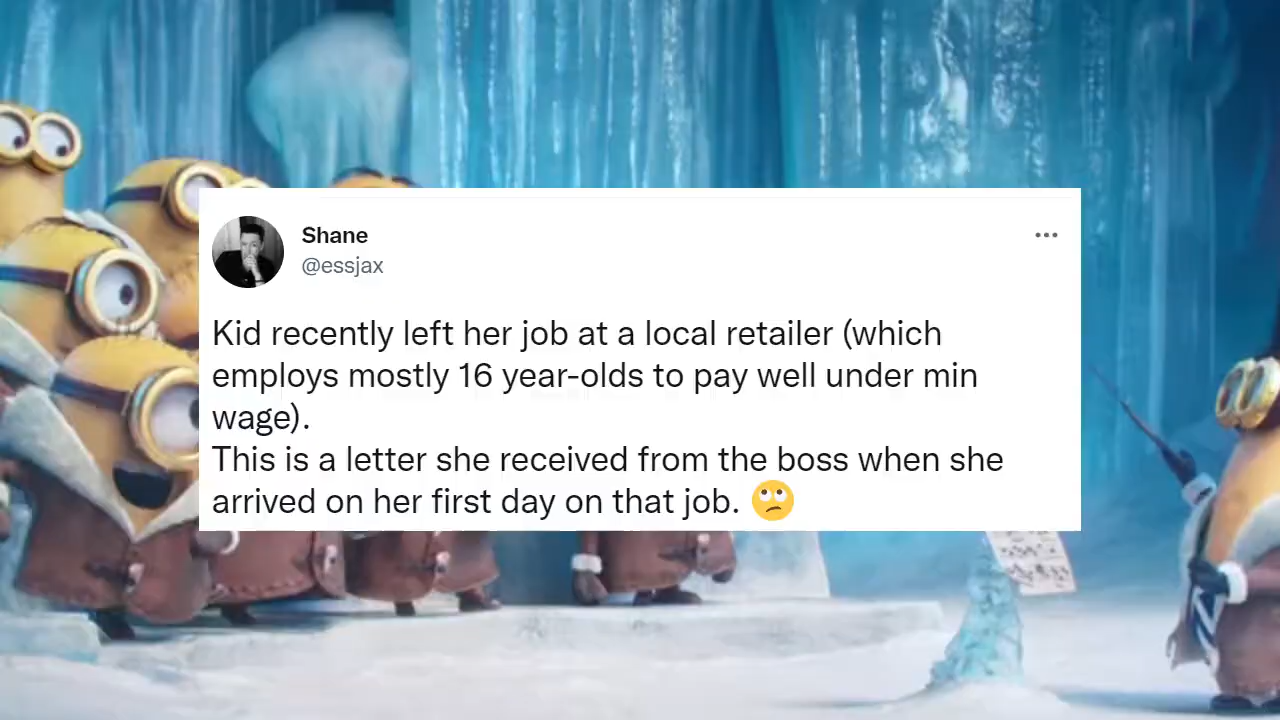 Shane
@essjax
Kid recently left her job at a local retailer (which
employs mostly 16 year-olds to pay well under min
wage).
This is a letter she received from the boss when she
arrived on her first day on that job. 🙄